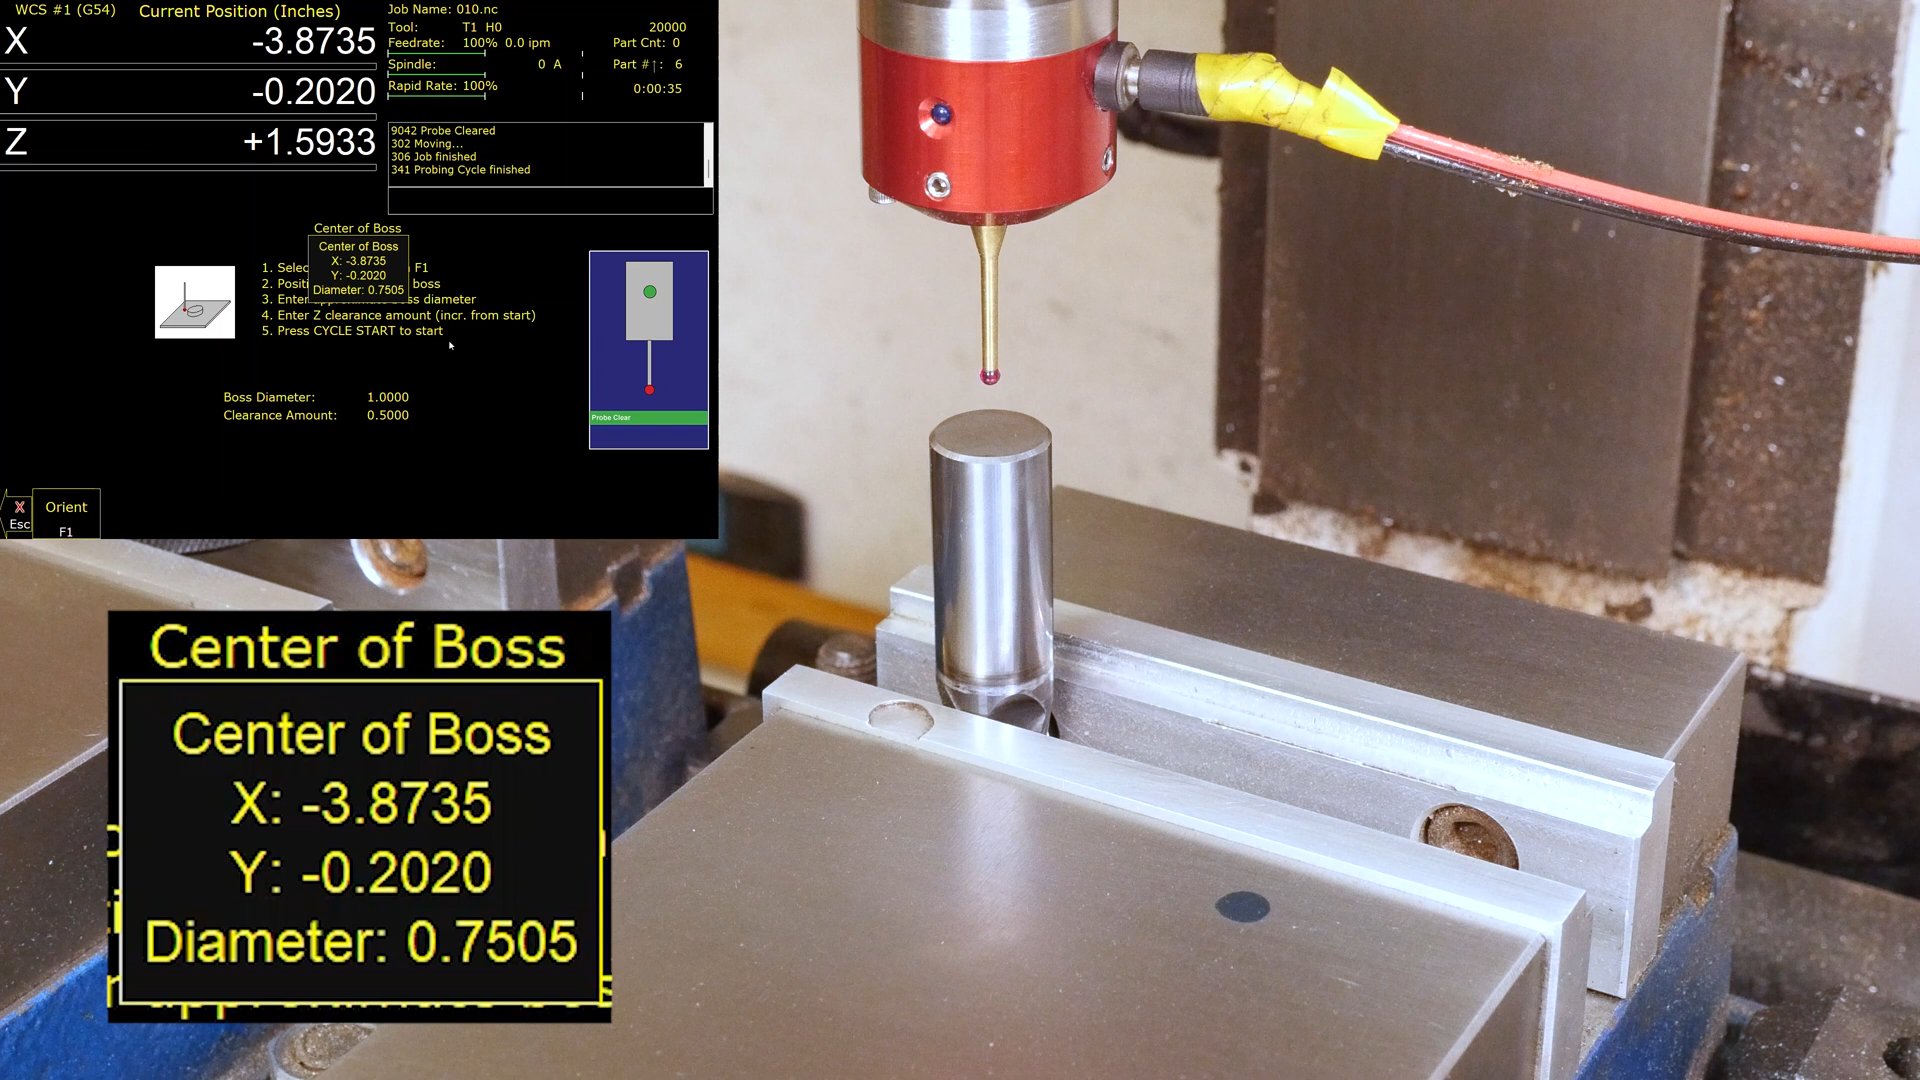 WCS #1 (G54) Current Position (Inches)
X -3.8735
Y -0.2020
Z +1.5933
Job Name: 010.nc
Tool: T1 H0 20000
Feedrate: 100% 0.0 ipm Part Cnt: 0
Spindle: 0 A Part #↑: 6
Rapid Rate: 100% 0:00:35
9042 Probe Cleared
302 Moving...
306 Job finished
341 Probing Cycle finished
Center of Boss
Center of Boss
X: -3.8735
Y: -0.2020
Diameter: 0.7505
1. F1
2. boss
3. diameter
4. Enter Z clearance amount (incr. from start)
5. Press CYCLE START to start
Boss Diameter: 1.0000
Clearance Amount: 0.5000
Probe Clear
X
Esc
Orient
F1
Center of Boss
Center of Boss
X: -3.8735
Y: -0.2020
Diameter: 0.7505